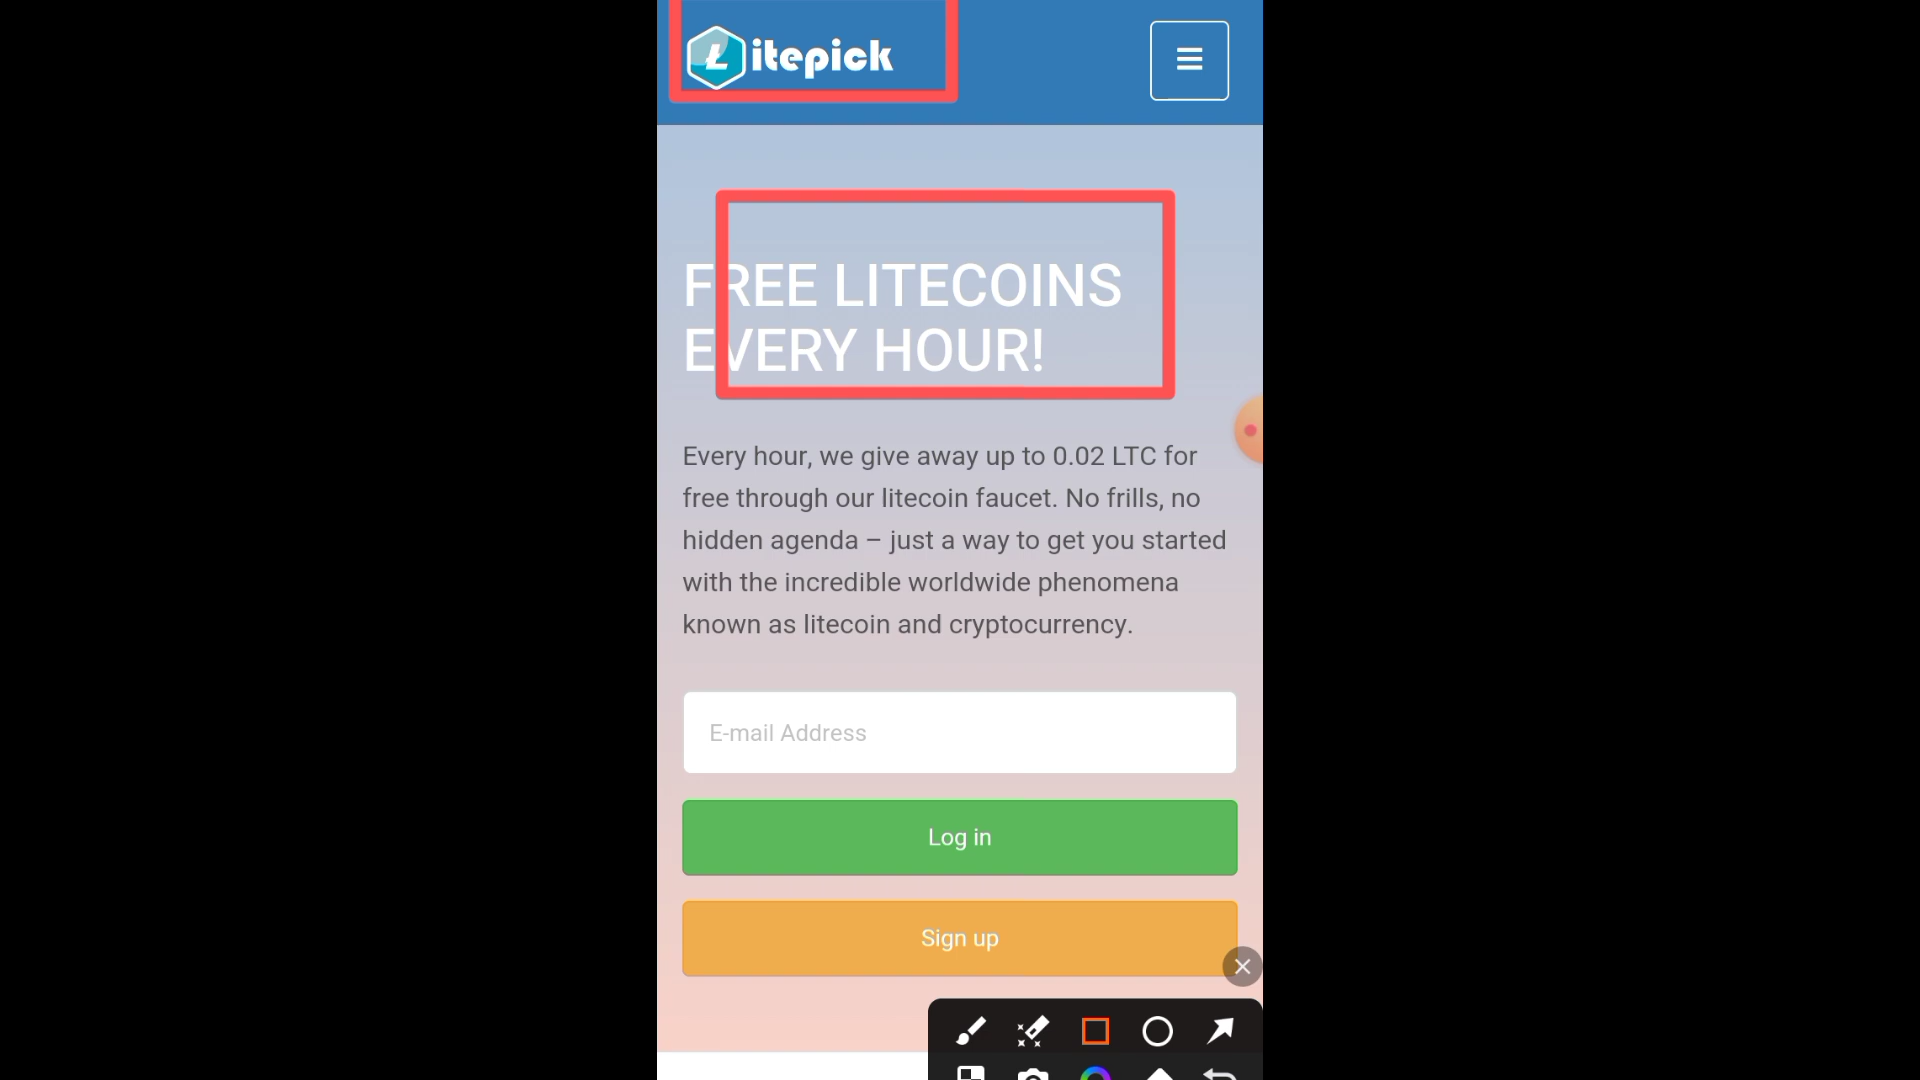 Litepick
FREE LITECOINS
EVERY HOUR!
Every hour, we give away up to 0.02 LTC for
free through our litecoin faucet. No frills, no
hidden agenda – just a way to get you started
with the incredible worldwide phenomena
known as litecoin and cryptocurrency.
E-mail Address
Log in
Sign up